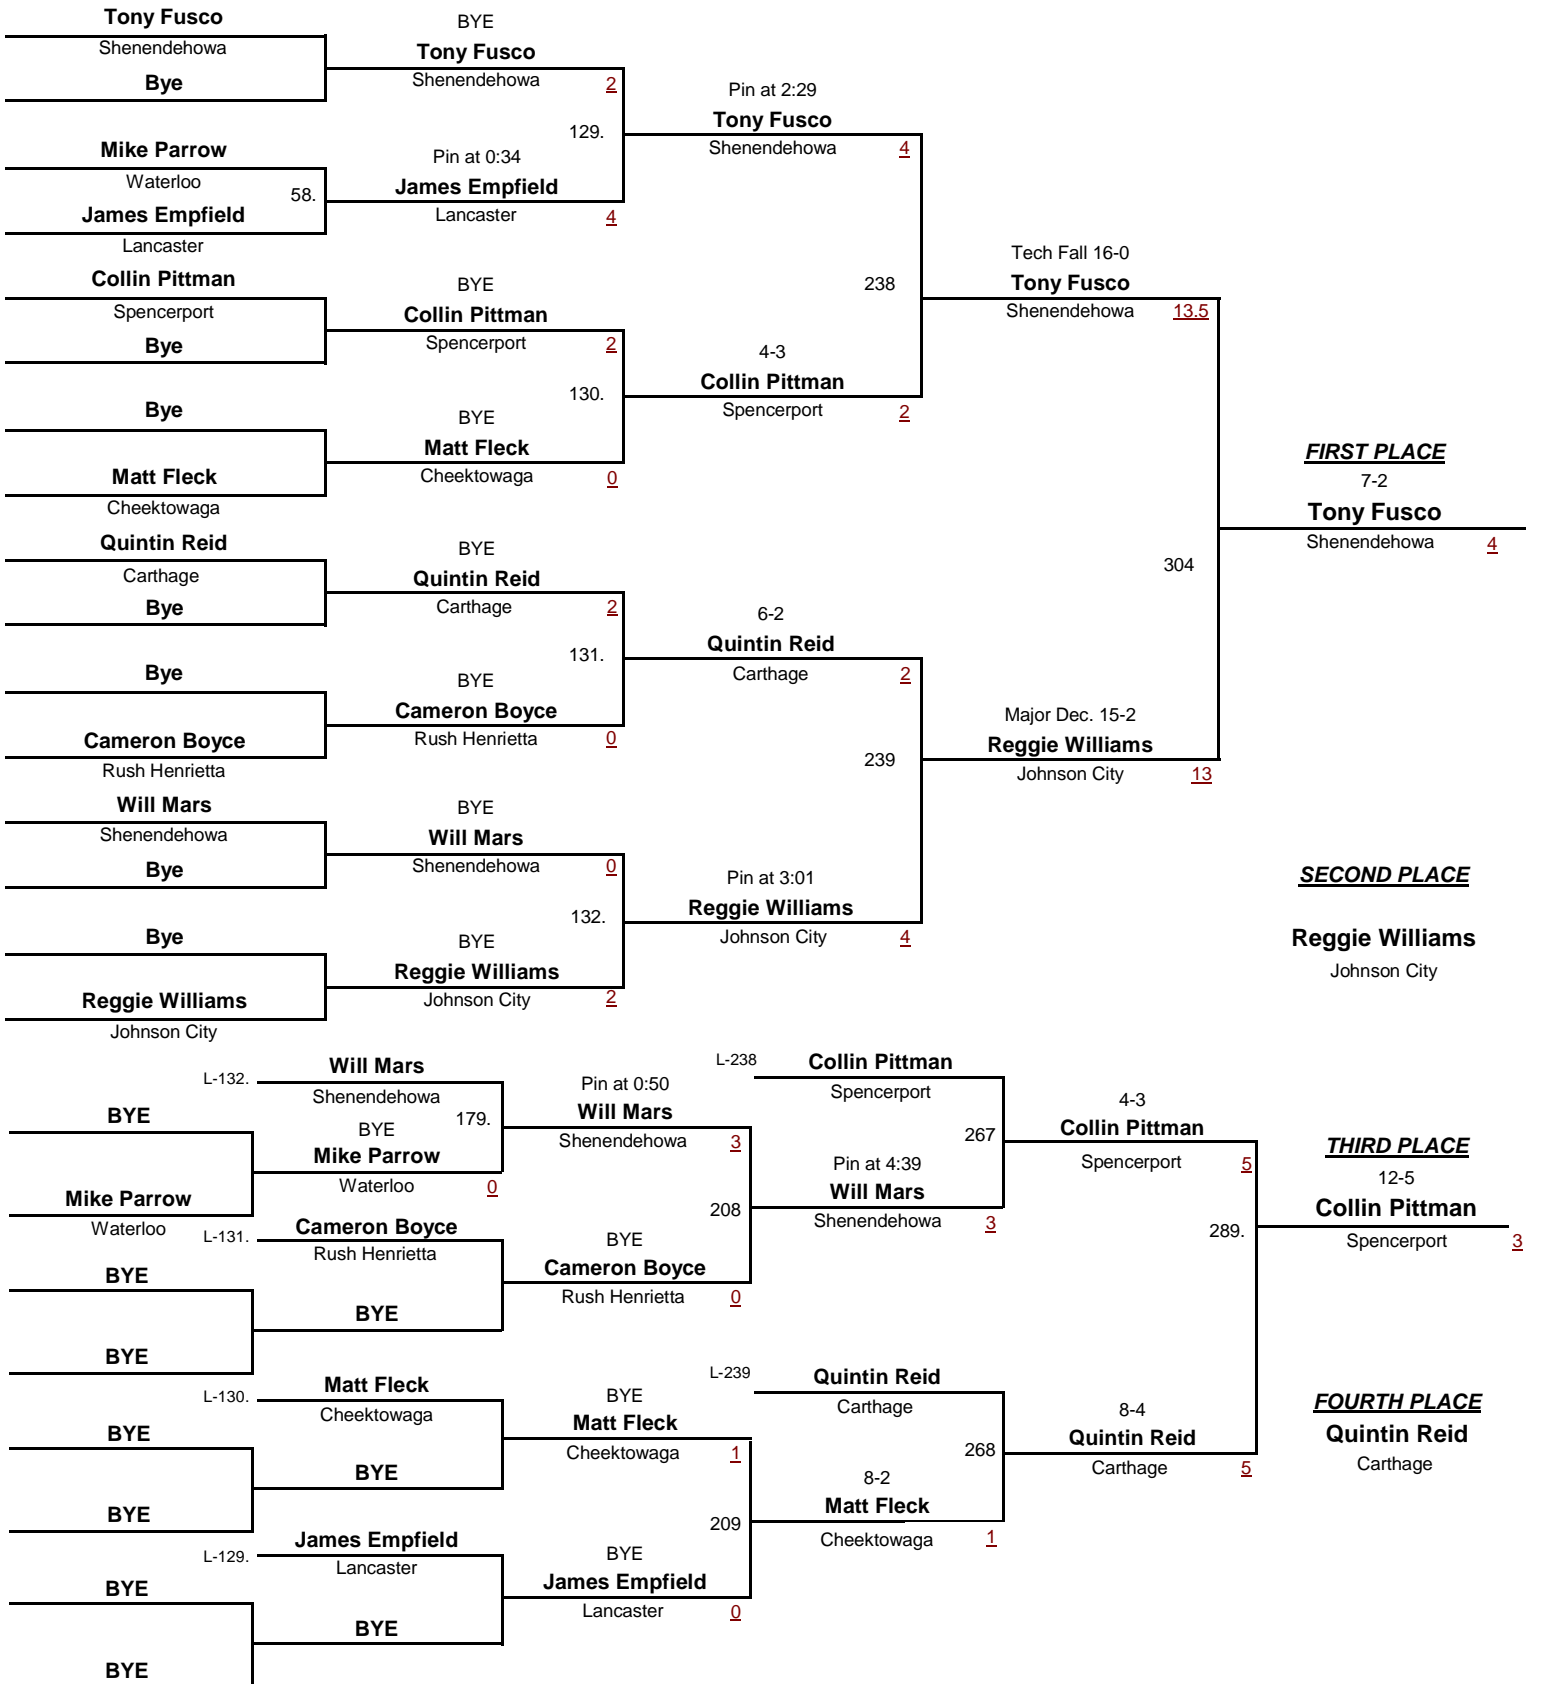 Tony Fusco
Shenendehowa
Bye
Mike Parrow
Waterloo
58.
James Empfield
Lancaster
Collin Pittman
Spencerport
Bye
Bye
Matt Fleck
Cheektowaga
Quintin Reid
Carthage
Bye
Bye
Cameron Boyce
Rush Henrietta
Will Mars
Shenendehowa
Bye
Bye
Reggie Williams
Johnson City
BYE
Tony Fusco
Shenendehowa 2
129.
Pin at 0:34
James Empfield
Lancaster 4
BYE
Collin Pittman
Spencerport 2
130.
BYE
Matt Fleck
Cheektowaga 0
BYE
Quintin Reid
Carthage 2
131.
BYE
Cameron Boyce
Rush Henrietta 0
BYE
Will Mars
Shenendehowa 0
132.
BYE
Reggie Williams
Johnson City 2
Pin at 2:29
Tony Fusco
Shenendehowa 4
238
4-3
Collin Pittman
Spencerport 2
6-2
Quintin Reid
Carthage 2
239
Pin at 3:01
Reggie Williams
Johnson City 4
Tech Fall 16-0
Tony Fusco
Shenendehowa 13.5
304
Major Dec. 15-2
Reggie Williams
Johnson City 13
FIRST PLACE
7-2
Tony Fusco
Shenendehowa 4
SECOND PLACE
Reggie Williams
Johnson City
L-132.
Will Mars
Shenendehowa
BYE
179.
BYE
Mike Parrow
Waterloo 0
Mike Parrow
Waterloo
L-131.
Cameron Boyce
Rush Henrietta
BYE
BYE
BYE
L-130.
Matt Fleck
Cheektowaga
BYE
BYE
BYE
L-129.
James Empfield
Lancaster
BYE
BYE
BYE
Pin at 0:50
Will Mars
Shenendehowa 3
208
BYE
Cameron Boyce
Rush Henrietta 0
BYE
Matt Fleck
Cheektowaga 1
209
BYE
James Empfield
Lancaster 0
L-238
Collin Pittman
Spencerport
267
Pin at 4:39
Will Mars
Shenendehowa 3
L-239
Quintin Reid
Carthage
268
8-2
Matt Fleck
Cheektowaga 1
4-3
Collin Pittman
Spencerport 5
289.
8-4
Quintin Reid
Carthage 5
THIRD PLACE
12-5
Collin Pittman
Spencerport 3
FOURTH PLACE
Quintin Reid
Carthage